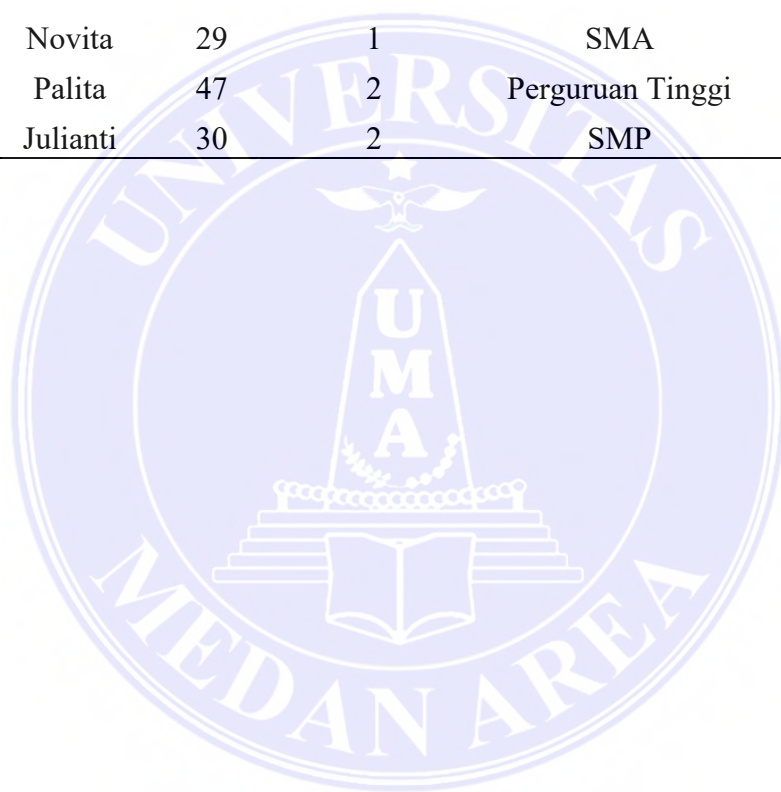 Novita 29 1 SMA
Palita 47 2 Perguruan Tinggi
Julianti 30 2 SMP
UNIVERSITAS
UMA
MEDAN AREA